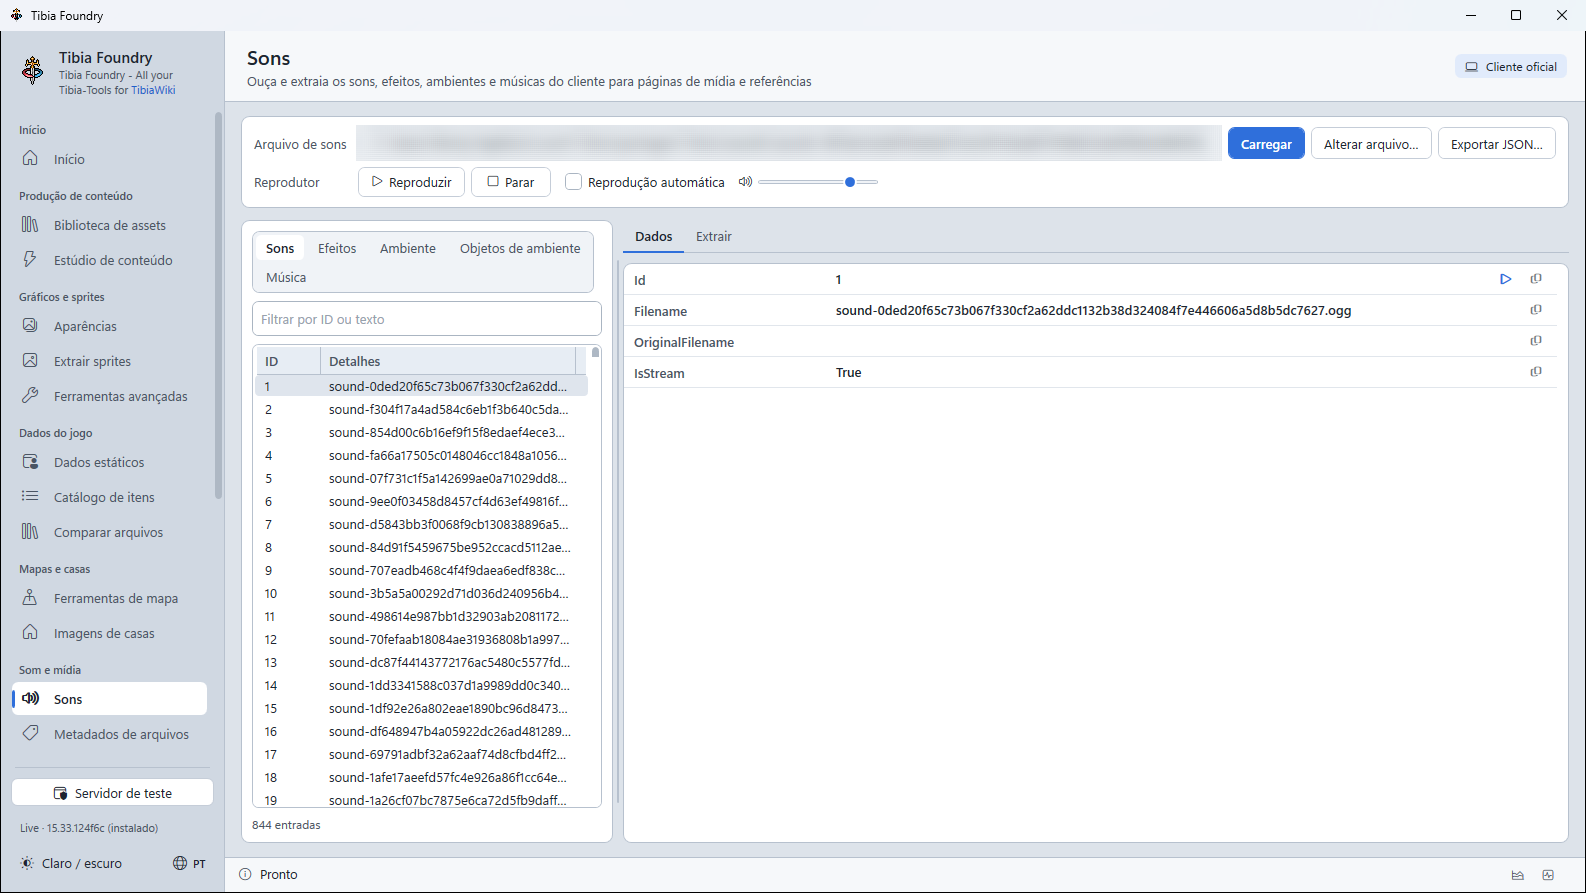 Tibia Foundry
Tibia Foundry
Tibia Foundry - All your
Tibia-Tools for TibiaWiki
Início
Início
Produção de conteúdo
Biblioteca de assets
Estúdio de conteúdo
Gráficos e sprites
Aparências
Extrair sprites
Ferramentas avançadas
Dados do jogo
Dados estáticos
Catálogo de itens
Comparar arquivos
Mapas e casas
Ferramentas de mapa
Imagens de casas
Som e mídia
Sons
Metadados de arquivos
Servidor de teste
Live · 15.33.124f6c (instalado)
Claro / escuro PT
Sons
Ouça e extraia os sons, efeitos, ambientes e músicas do cliente para páginas de mídia e referências
Cliente oficial
Arquivo de sons Carregar Alterar arquivo... Exportar JSON...
Reprodutor Reproduzir Parar Reprodução automática
Sons Efeitos Ambiente Objetos de ambiente
Música
Filtrar por ID ou texto
ID Detalhes
1 sound-0ded20f65c73b067f330cf2a62dd...
2 sound-f304f17a4ad584c6eb1f3b640c5da...
3 sound-854d00c6b16ef9f15f8edaef4ece3...
4 sound-fa66a17505c0148046cc1848a1056...
5 sound-07f731c1f5a142699ae0a71029dd8...
6 sound-9ee0f03458d8457cf4d63ef49816f...
7 sound-d5843bb3f0068f9cb130838896a5...
8 sound-84d91f5459675be952ccacd5112ae...
9 sound-707eadb468c4f4f9daea6edf838c...
10 sound-3b5a5a00292d71d036d240956b4...
11 sound-498614e987bb1d32903ab2081172...
12 sound-70fefaab18084ae31936808b1a997...
13 sound-dc87f44143772176ac5480c5577fd...
14 sound-1dd3341588c037d1a9989dd0c340...
15 sound-1df92e26a802eae1890bc96d8473...
16 sound-df648947b4a05922dc26ad481289...
17 sound-69791adbf32a62aaf74d8cfbd4ff2...
18 sound-1afe17aeefd57fc4e926a86f1cc64e...
19 sound-1a26cf07bc7875e6ca72d5fb9daff...
844 entradas
Dados Extrair
Id 1
Filename sound-0ded20f65c73b067f330cf2a62ddc1132b38d324084f7e446606a5d8b5dc7627.ogg
OriginalFilename
IsStream True
Pronto